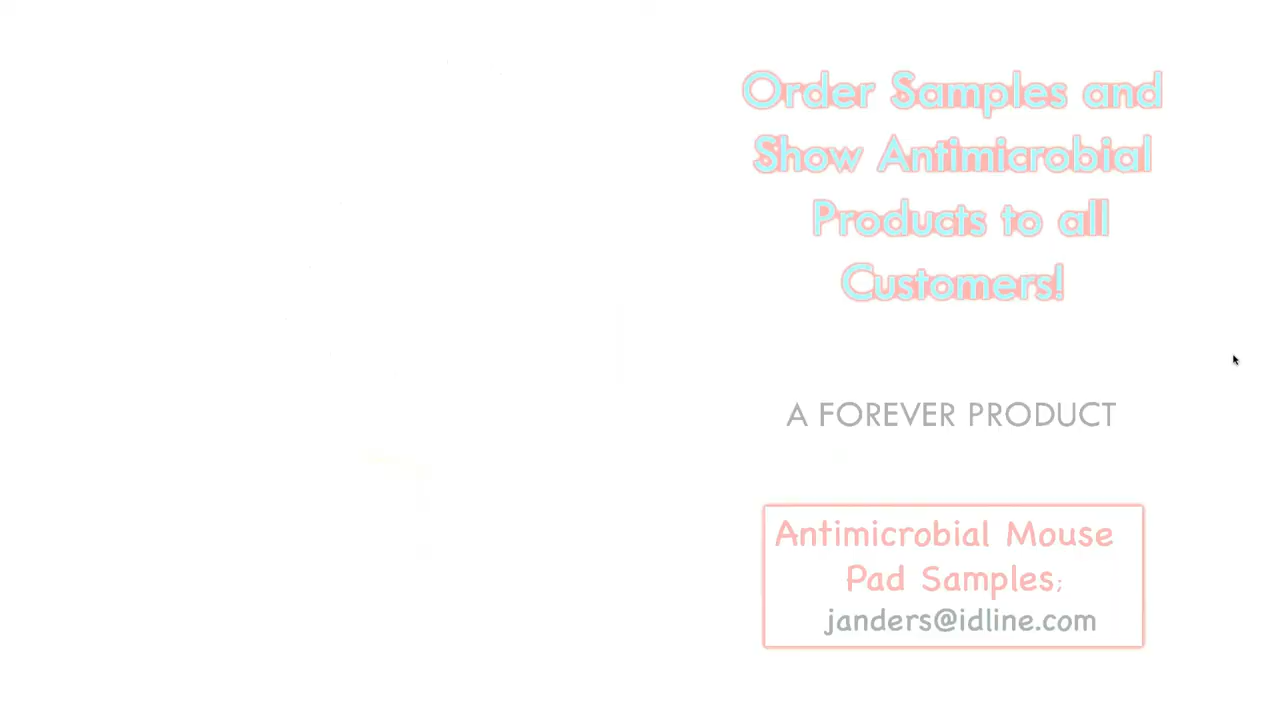 Order Samples and
Show Antimicrobial
Products to all
Customers!
A FOREVER PRODUCT
Antimicrobial Mouse
Pad Samples;
janders@idline.com